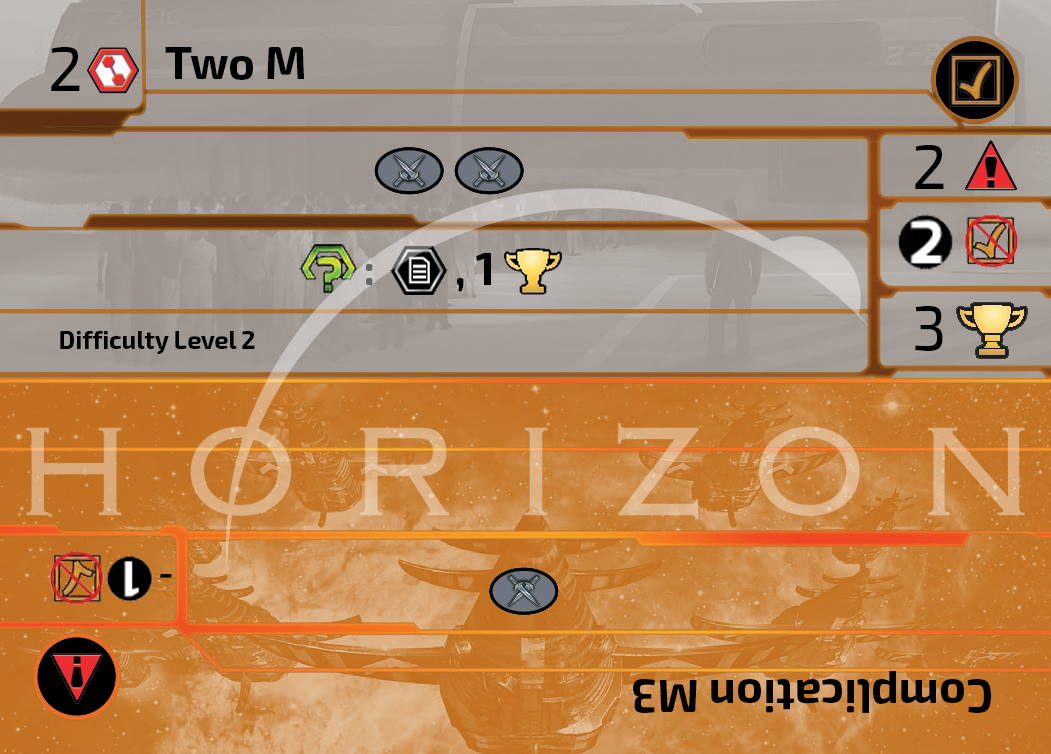 2
Two M
2
2
: , 1
3
Difficulty Level 2
HORIZON
- 1
Complication M3